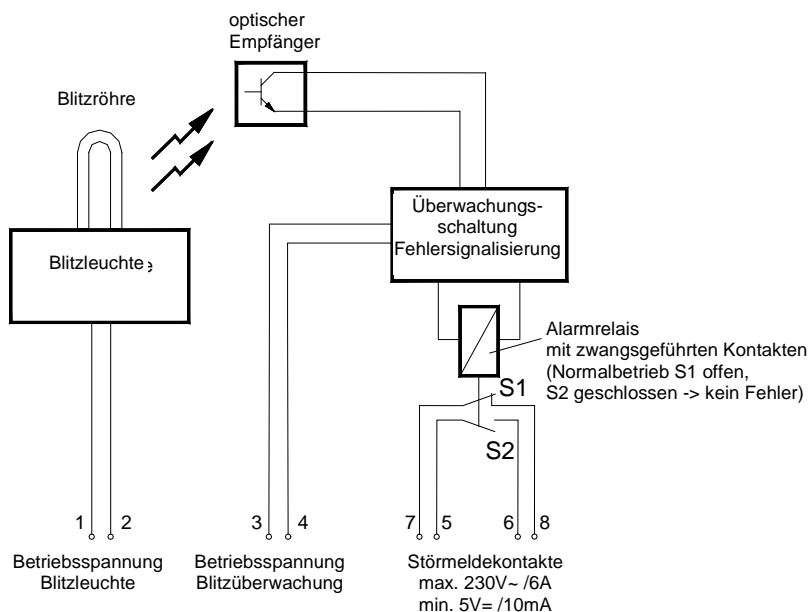 optischer
Empfänger
Blitzröhre
Überwachungs-
schaltung
Fehlersignalisierung
Blitzleuchte e
Alarmrelais
mit zwangsgeführten Kontakten
(Normalbetrieb S1 offen,
S2 geschlossen -> kein Fehler)
S1
S2
1 2 3 4 7 5 6 8
Betriebsspannung
Blitzleuchte
Betriebsspannung
Blitzüberwachung
Störmeldekontakte
max. 230V~ /6A
min. 5V= /10mA